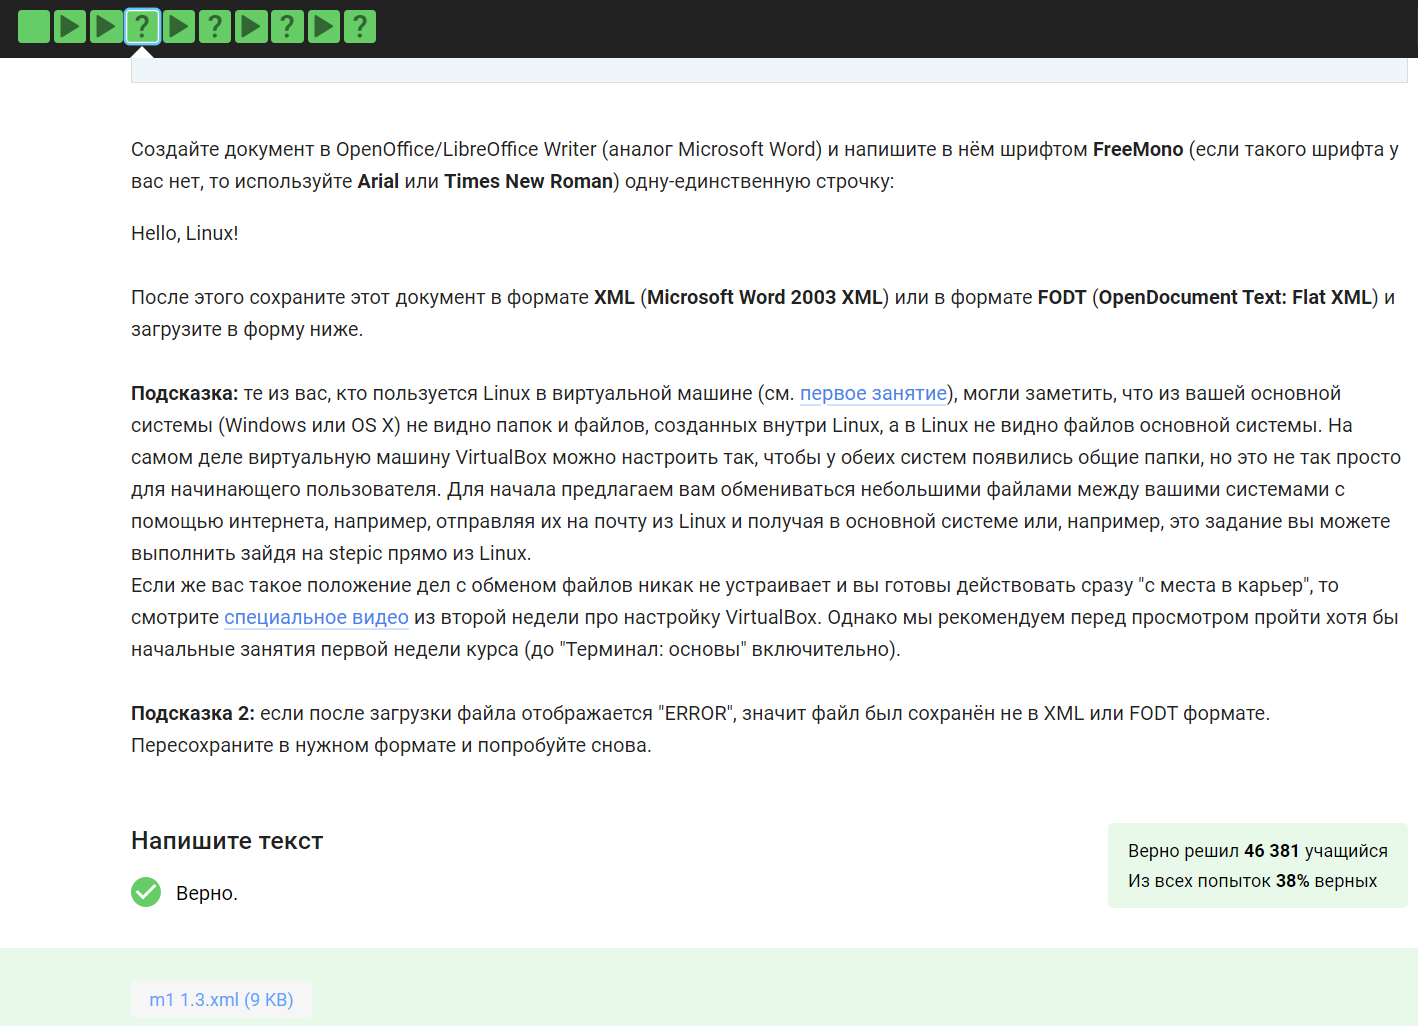 ? ? ? ?
Создайте документ в OpenOffice/LibreOffice Writer (аналог Microsoft Word) и напишите в нём шрифтом FreeMono (если такого шрифта у
вас нет, то используйте Arial или Times New Roman) одну-единственную строчку:
Hello, Linux!
После этого сохраните этот документ в формате XML (Microsoft Word 2003 XML) или в формате FODT (OpenDocument Text: Flat XML) и
загрузите в форму ниже.
Подсказка: те из вас, кто пользуется Linux в виртуальной машине (см. первое занятие), могли заметить, что из вашей основной
системы (Windows или OS X) не видно папок и файлов, созданных внутри Linux, а в Linux не видно файлов основной системы. На
самом деле виртуальную машину VirtualBox можно настроить так, чтобы у обеих систем появились общие папки, но это не так просто
для начинающего пользователя. Для начала предлагаем вам обмениваться небольшими файлами между вашими системами с
помощью интернета, например, отправляя их на почту из Linux и получая в основной системе или, например, это задание вы можете
выполнить зайдя на stepic прямо из Linux.
Если же вас такое положение дел с обменом файлов никак не устраивает и вы готовы действовать сразу "с места в карьер", то
смотрите специальное видео из второй недели про настройку VirtualBox. Однако мы рекомендуем перед просмотром пройти хотя бы
начальные занятия первой недели курса (до "Терминал: основы" включительно).
Подсказка 2: если после загрузки файла отображается "ERROR", значит файл был сохранён не в XML или FODT формате.
Пересохраните в нужном формате и попробуйте снова.
Напишите текст
Верно.
Верно решил 46 381 учащийся
Из всех попыток 38% верных
m1 1.3.xml (9 KB)